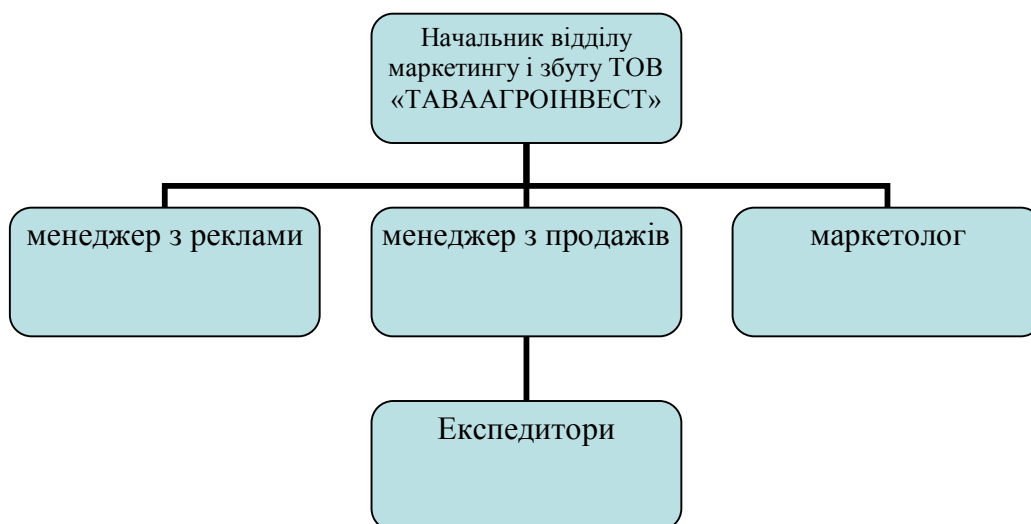 Начальник відділу
маркетингу і збуту ТОВ
«ТАВААГРОІНВЕСТ»
менеджер з реклами
менеджер з продажів
маркетолог
Експедитори